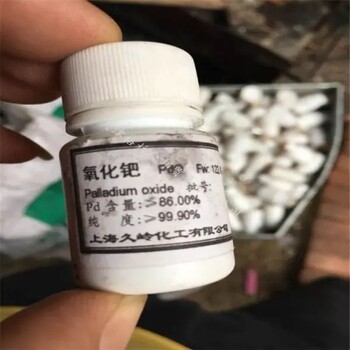 氧化钯 PdO Fw: 122.
Palladium oxide 批号:
Pd 含量:≥86.00%
纯 度:≥99.90%
上海久岭化工有限公司